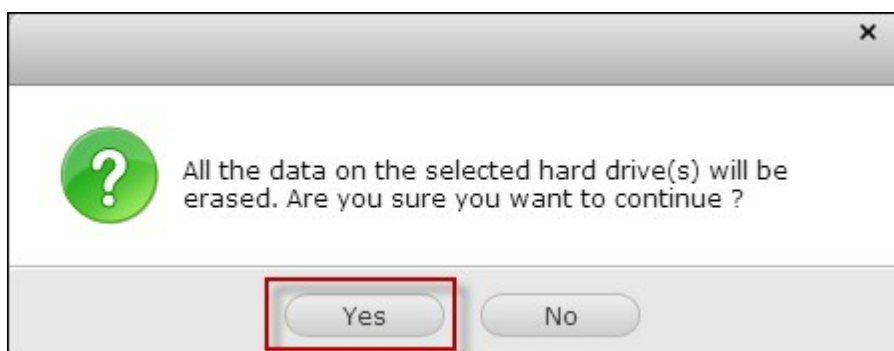 All the data on the selected hard drive(s) will be
erased. Are you sure you want to continue ?
Yes No